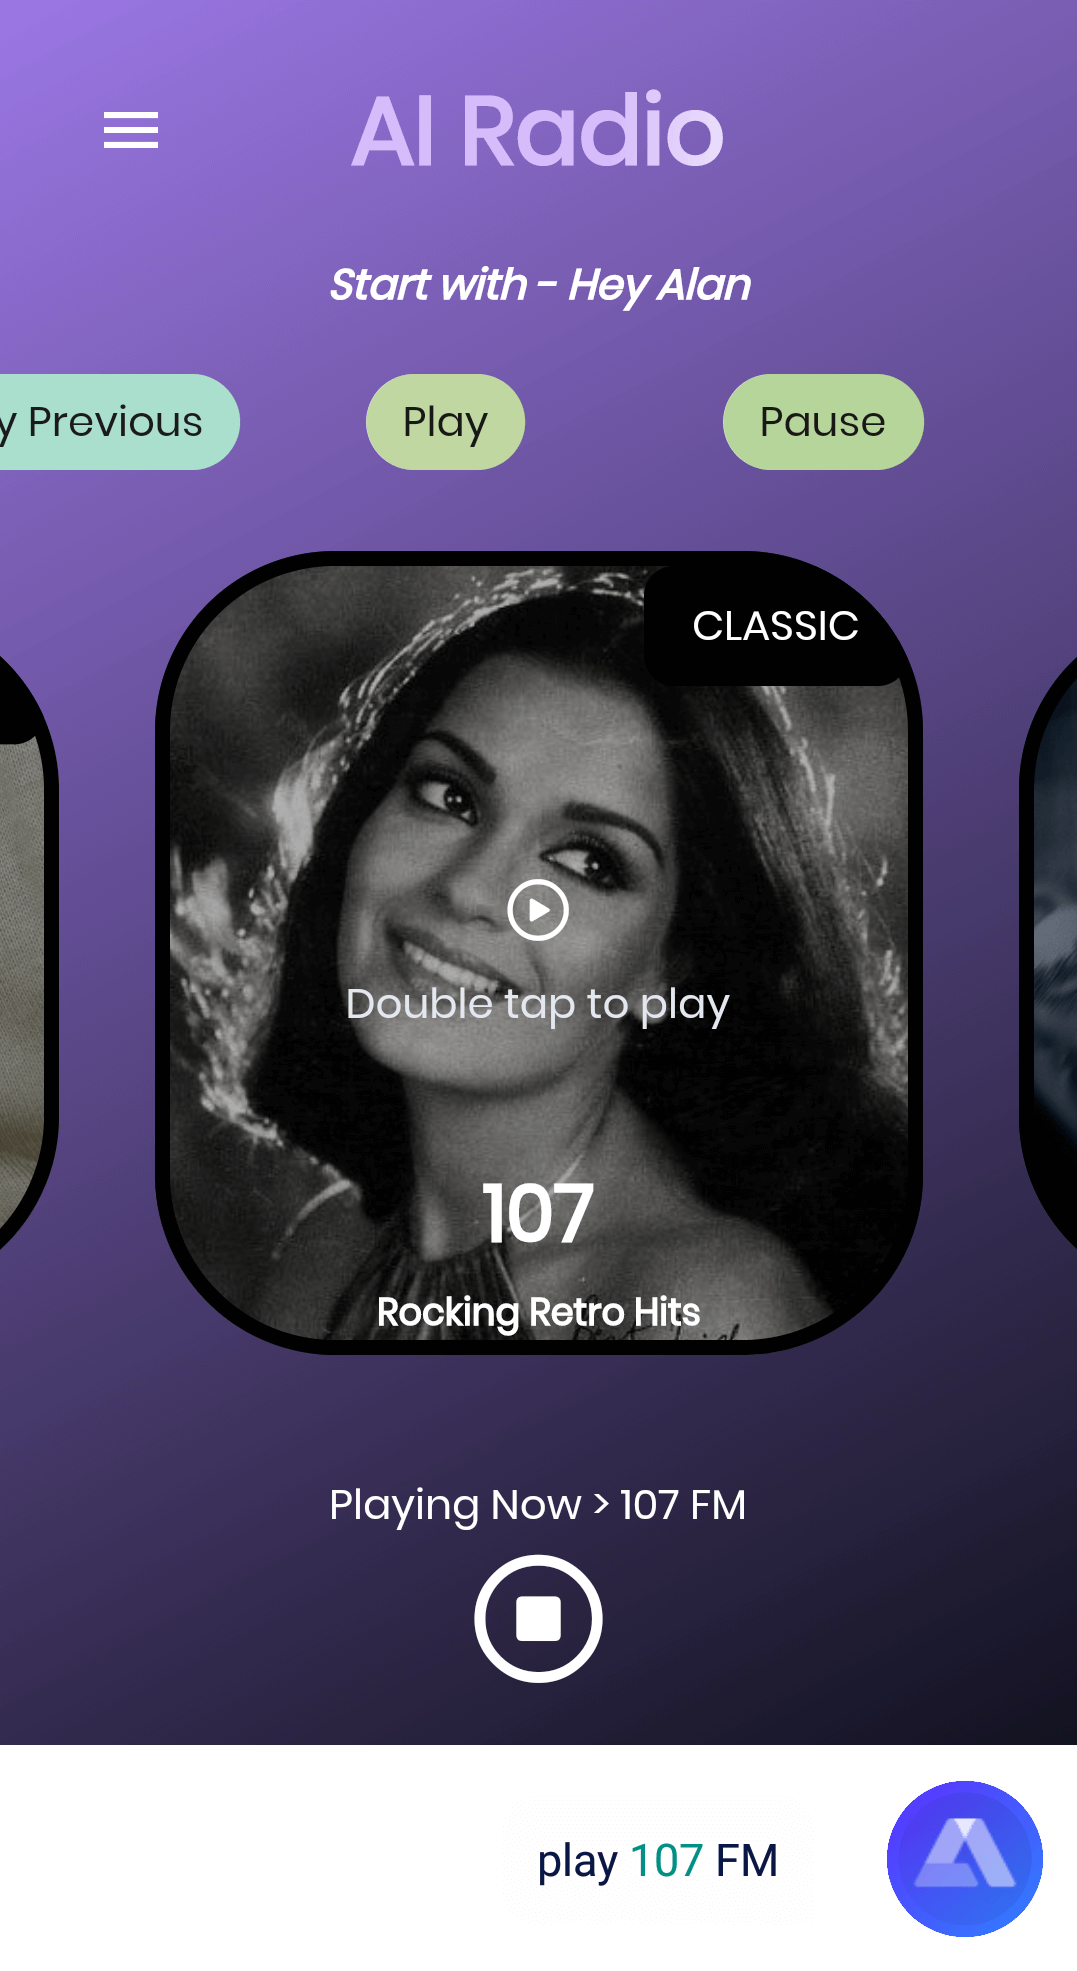 AI Radio
Start with - Hey Alan
y Previous
Play
Pause
CLASSIC
Double tap to play
107
Rocking Retro Hits
Playing Now > 107 FM
play 107 FM